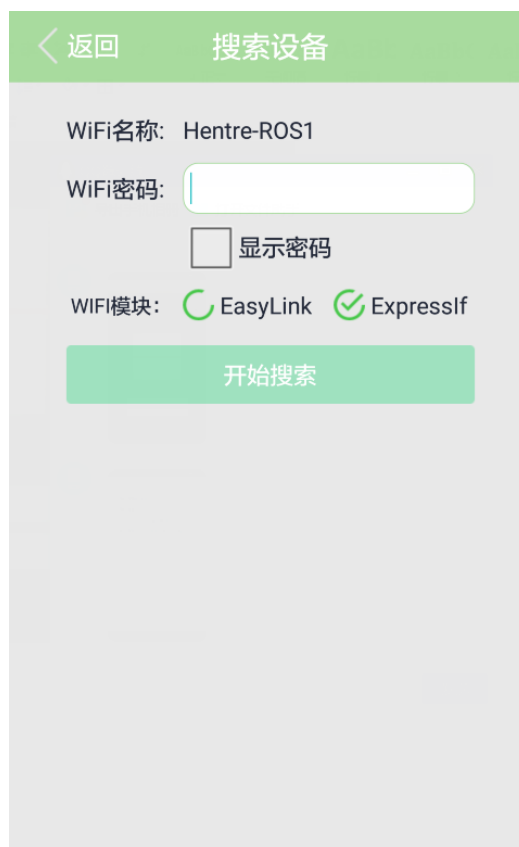 返回 搜索设备
WiFi名称: Hentre-ROS1
WiFi密码:
显示密码
WIFI模块: EasyLink ExpressIf
开始搜索